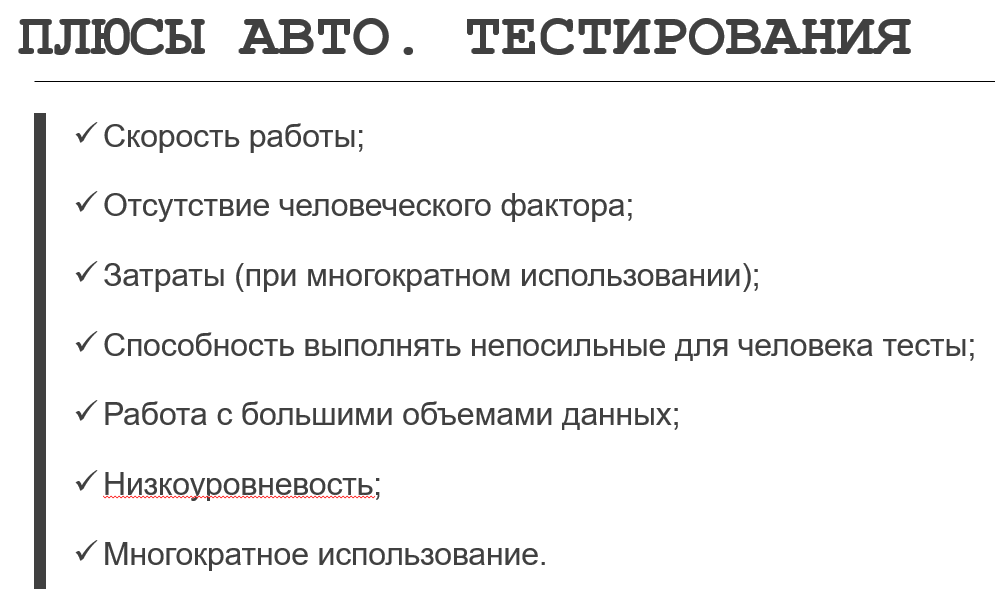 ПЛЮСЫ АВТО. ТЕСТИРОВАНИЯ
✓ Скорость работы;
✓ Отсутствие человеческого фактора;
✓ Затраты (при многократном использовании);
✓ Способность выполнять непосильные для человека тесты;
✓ Работа с большими объемами данных;
✓ Низкоуровневость;
✓ Многократное использование.